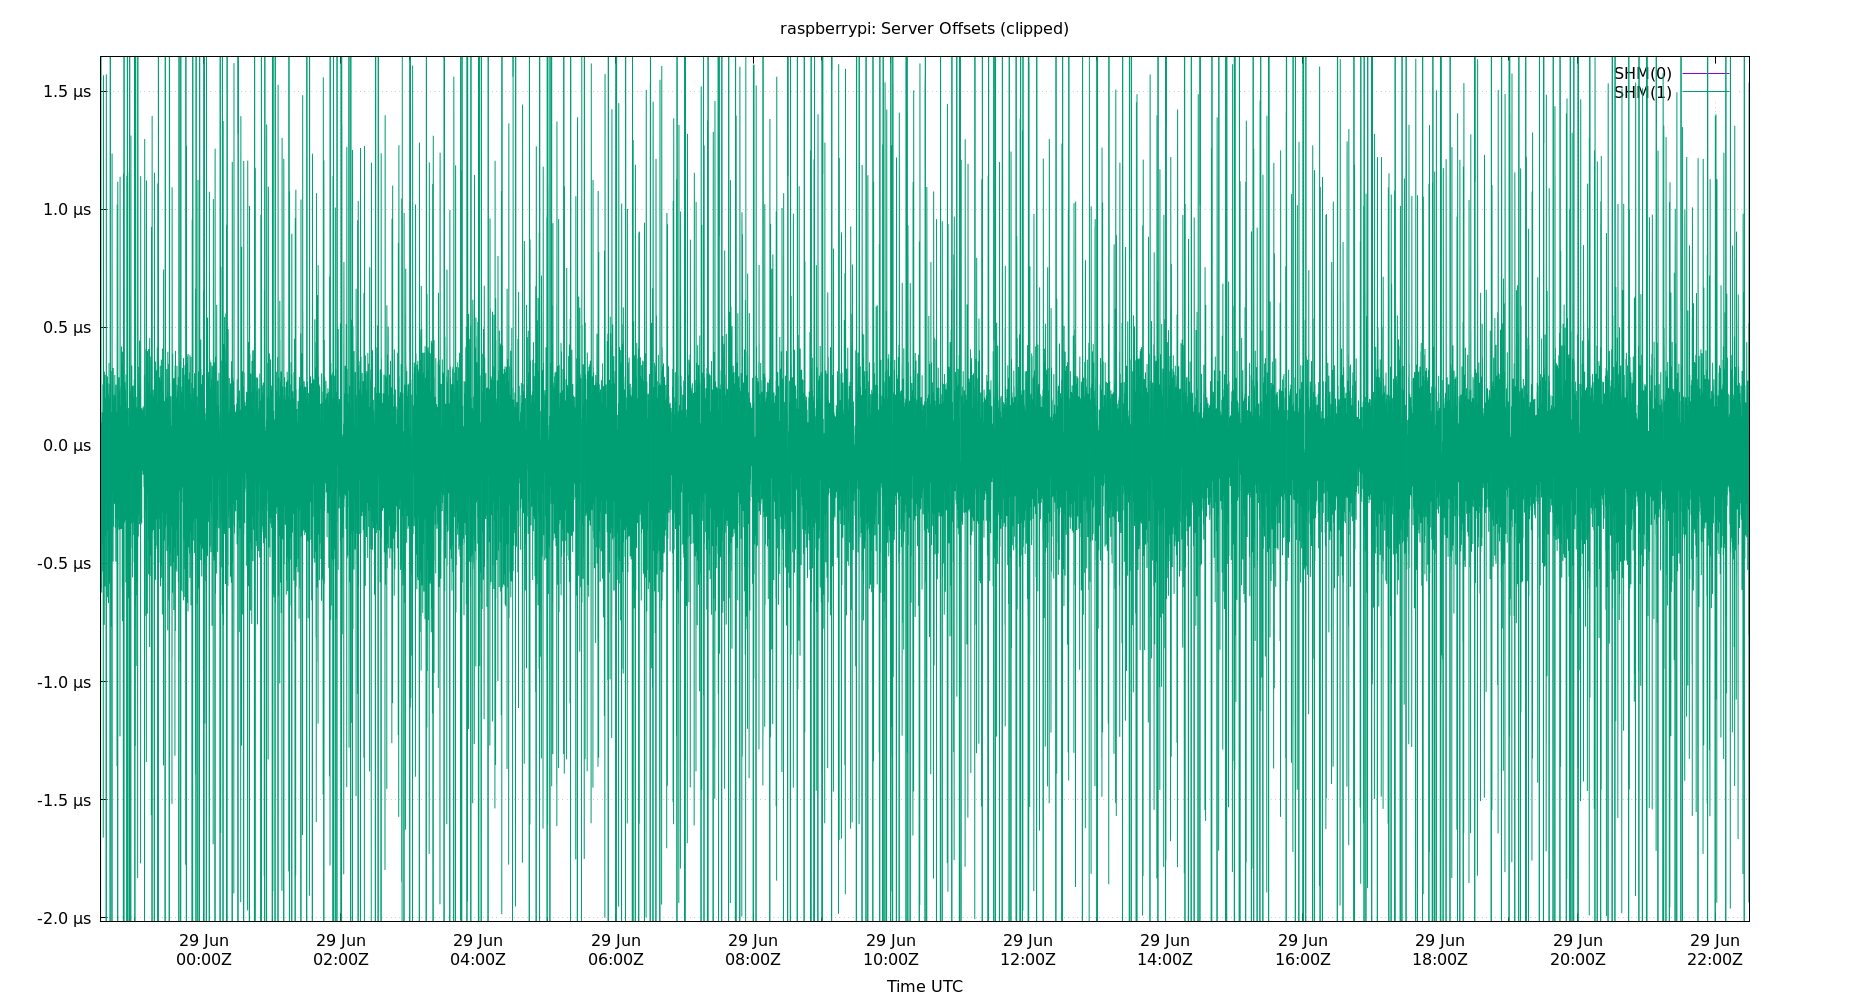 raspberrypi: Server Offsets (clipped)
SHM(0)
SHM(1)
1.5 µs
1.0 µs
0.5 µs
0.0 µs
-0.5 µs
-1.0 µs
-1.5 µs
-2.0 µs
29 Jun 29 Jun 29 Jun 29 Jun 29 Jun 29 Jun 29 Jun 29 Jun 29 Jun 29 Jun 29 Jun 29 Jun
00:00Z 02:00Z 04:00Z 06:00Z 08:00Z 10:00Z 12:00Z 14:00Z 16:00Z 18:00Z 20:00Z 22:00Z
Time UTC